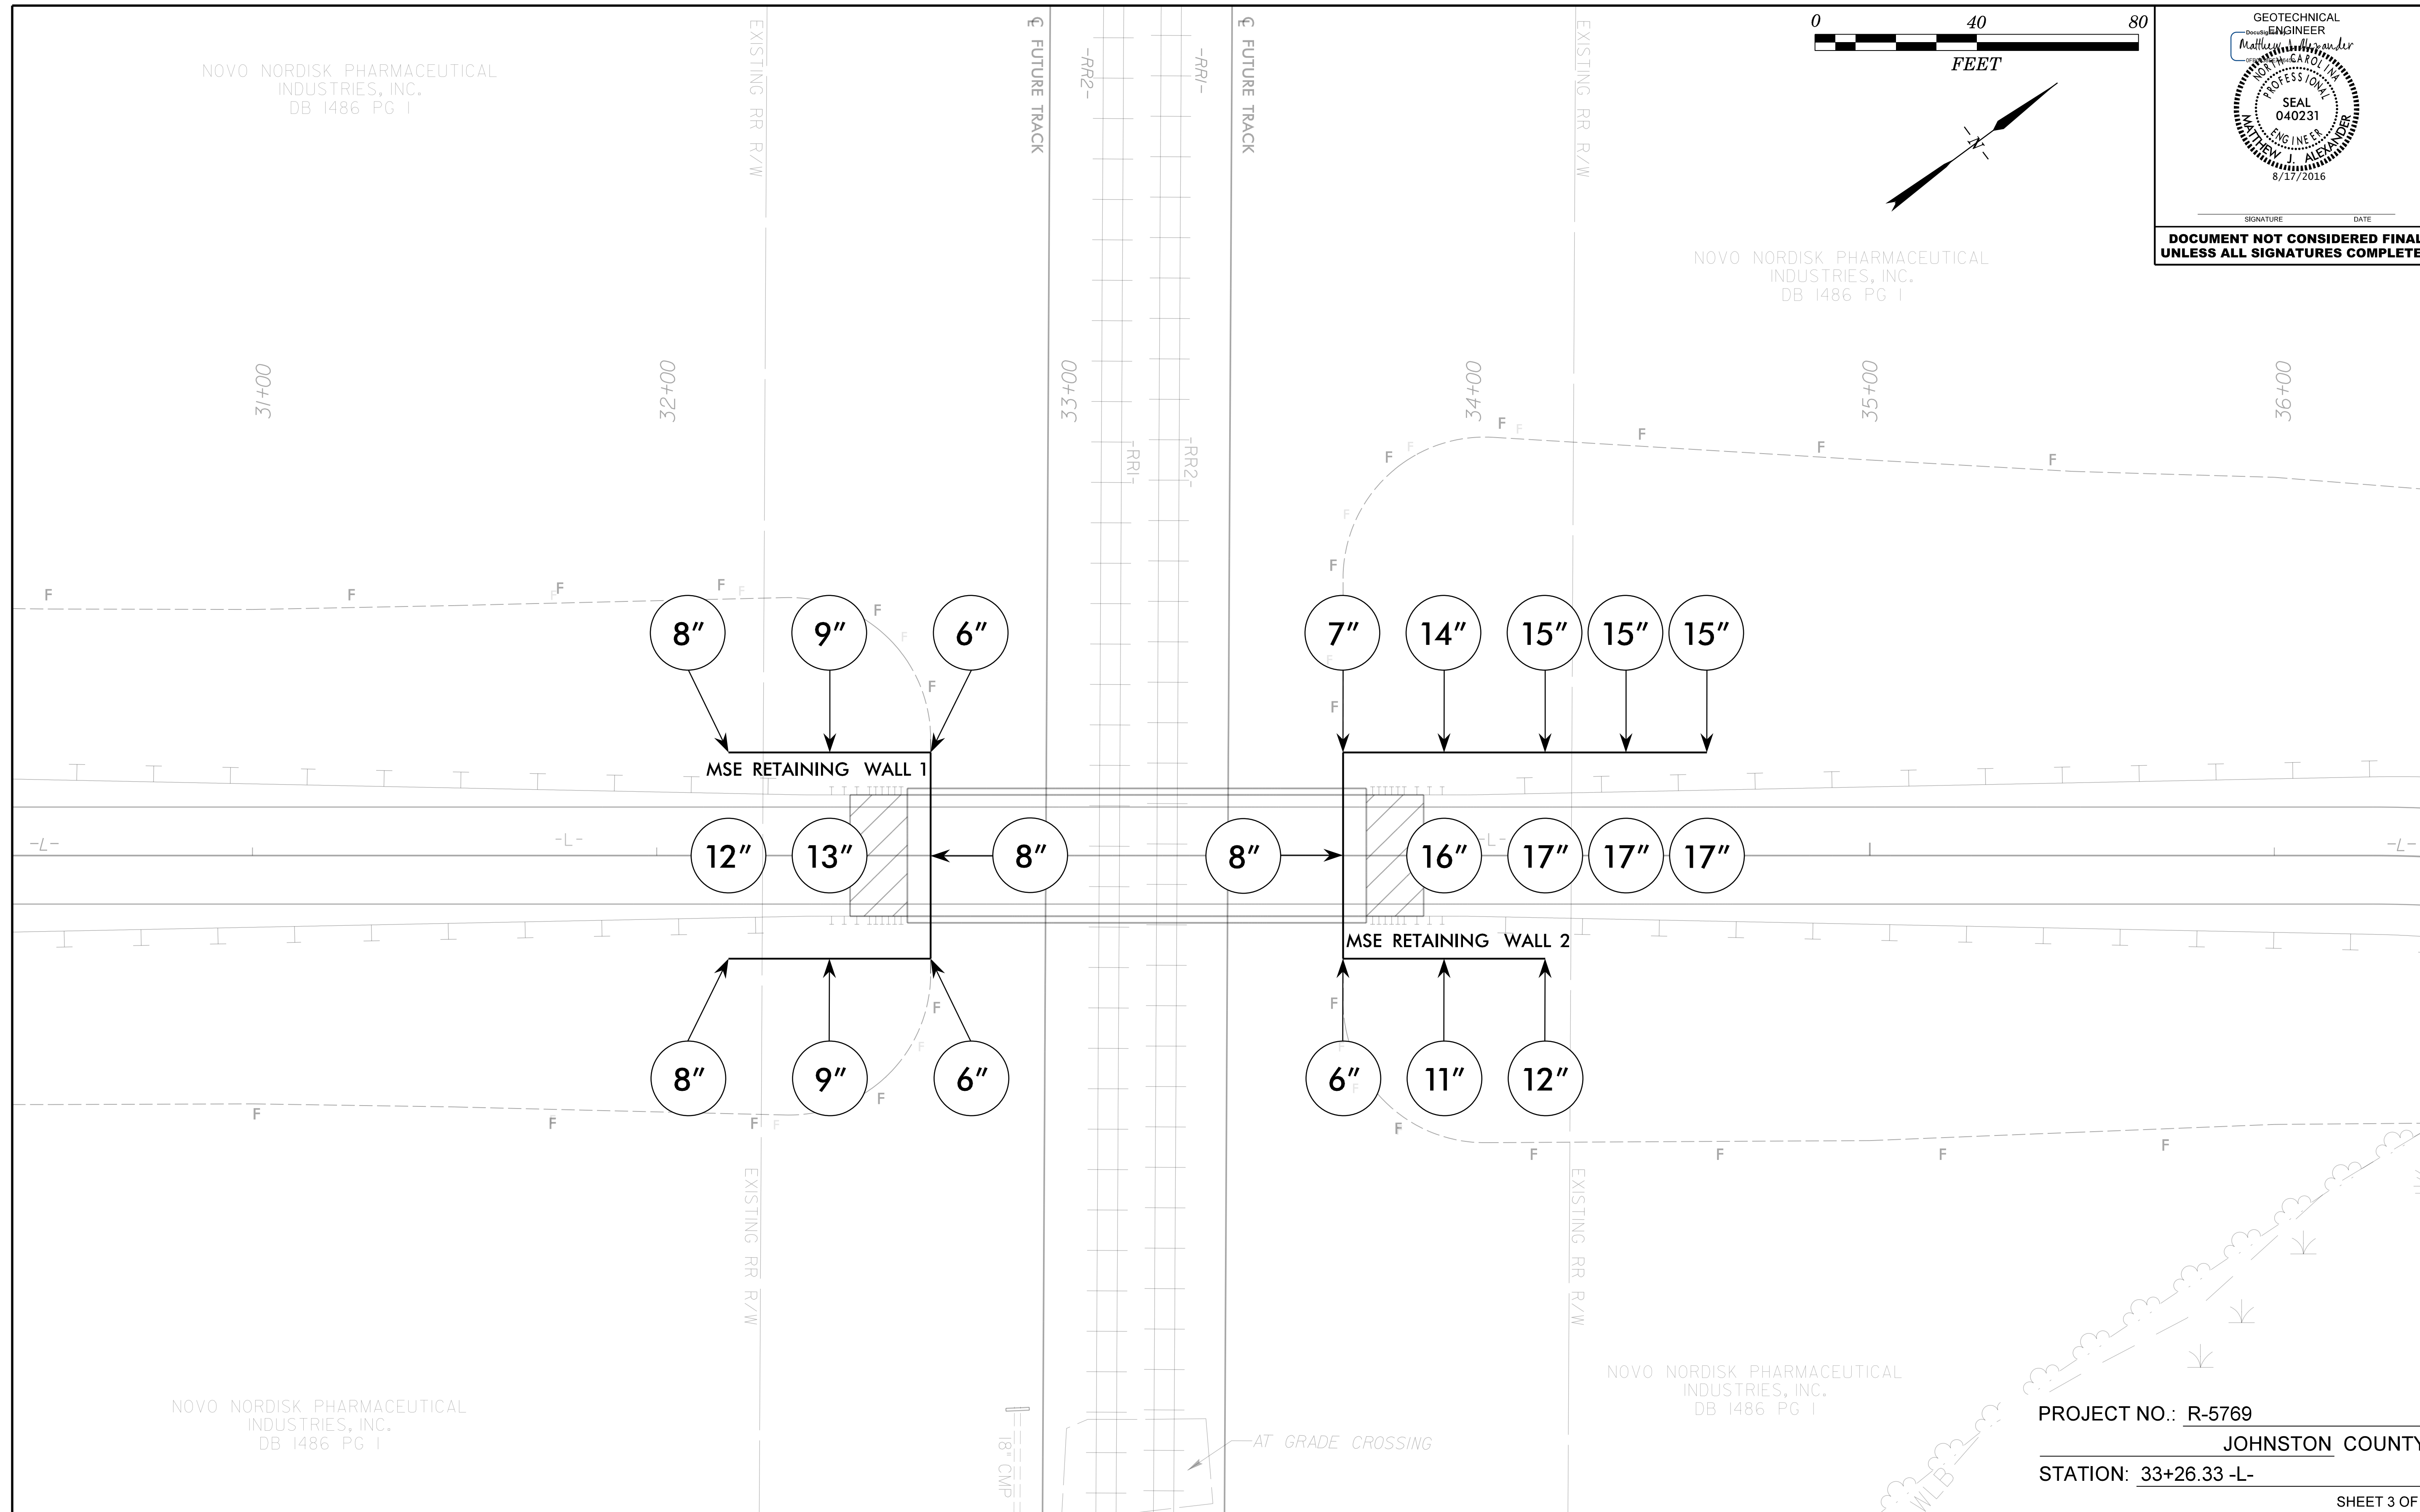 0 40 80
FEET
-N-
GEOTECHNICAL
ENGINEER
Matthew J. Alexander
NORTH CAROLINA
PROFESSIONAL
SEAL
040231
ENGINEER
MATTHEW J. ALEXANDER
8/17/2016
SIGNATURE DATE
DOCUMENT NOT CONSIDERED FINAL
UNLESS ALL SIGNATURES COMPLETE
NOVO NORDISK PHARMACEUTICAL
INDUSTRIES, INC.
DB 1486 PG 1
EXISTING RR R/W
℄ FUTURE TRACK
-RR2-
-RR1-
℄ FUTURE TRACK
EXISTING RR R/W
NOVO NORDISK PHARMACEUTICAL
INDUSTRIES, INC.
DB 1486 PG 1
31+00
32+00
33+00
34+00
35+00
36+00
-RR1-
-RR2-
F F F F F F F F F F
F F F F F F F F F F F
8" 9" 6" 7" 14" 15" 15" 15"
MSE RETAINING WALL 1
-L- -L- -L- -L-
12" 13" 8" 8" 16" 17" 17" 17"
MSE RETAINING WALL 2
8" 9" 6" 6" 11" 12"
F F F F F F F F
F F F F F F F F
EXISTING RR R/W
EXISTING RR R/W
NOVO NORDISK PHARMACEUTICAL
INDUSTRIES, INC.
DB 1486 PG 1
18" CMP
AT GRADE CROSSING
NOVO NORDISK PHARMACEUTICAL
INDUSTRIES, INC.
DB 1486 PG 1
WLB
PROJECT NO.: R-5769
JOHNSTON COUNTY
STATION: 33+26.33 -L-
SHEET 3 OF